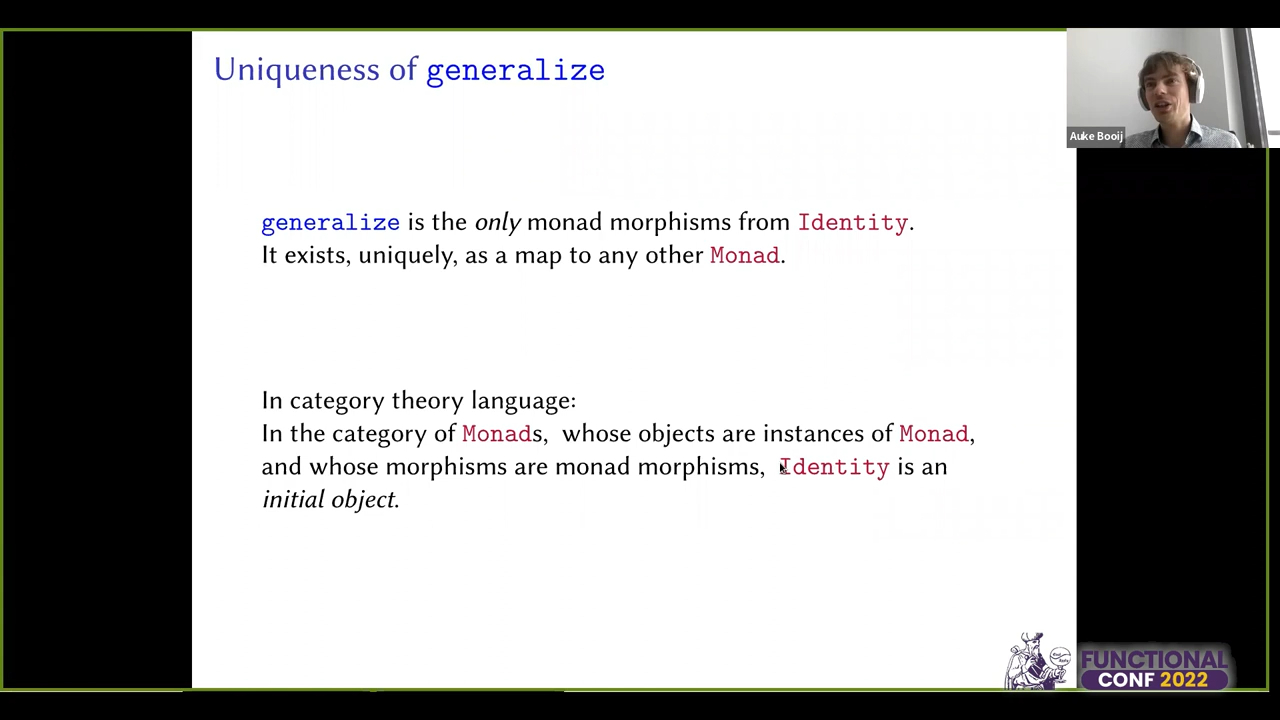 Uniqueness of generalize
Auke Booij
generalize is the only monad morphisms from Identity.
It exists, uniquely, as a map to any other Monad.
In category theory language:
In the category of Monads, whose objects are instances of Monad,
and whose morphisms are monad morphisms, Identity is an
initial object.
FUNCTIONAL
CONF 2022